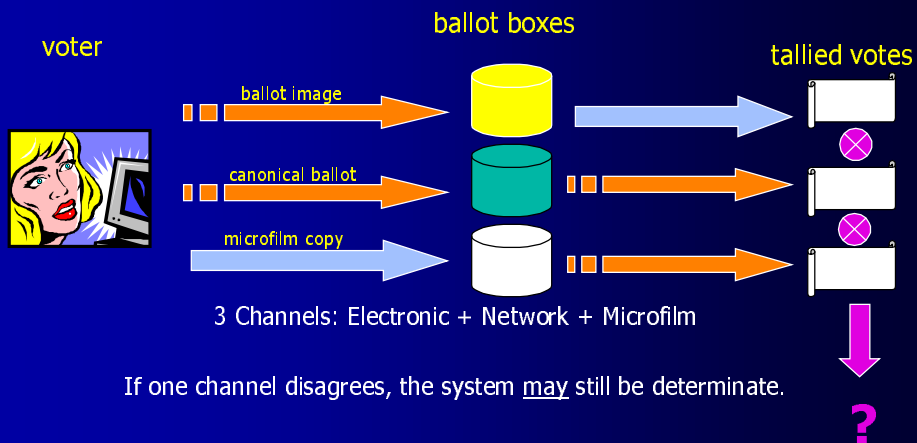 ballot boxes
voter
tallied votes
ballot image
canonical ballot
microfilm copy
3 Channels: Electronic + Network + Microfilm
If one channel disagrees, the system may still be determinate.
?